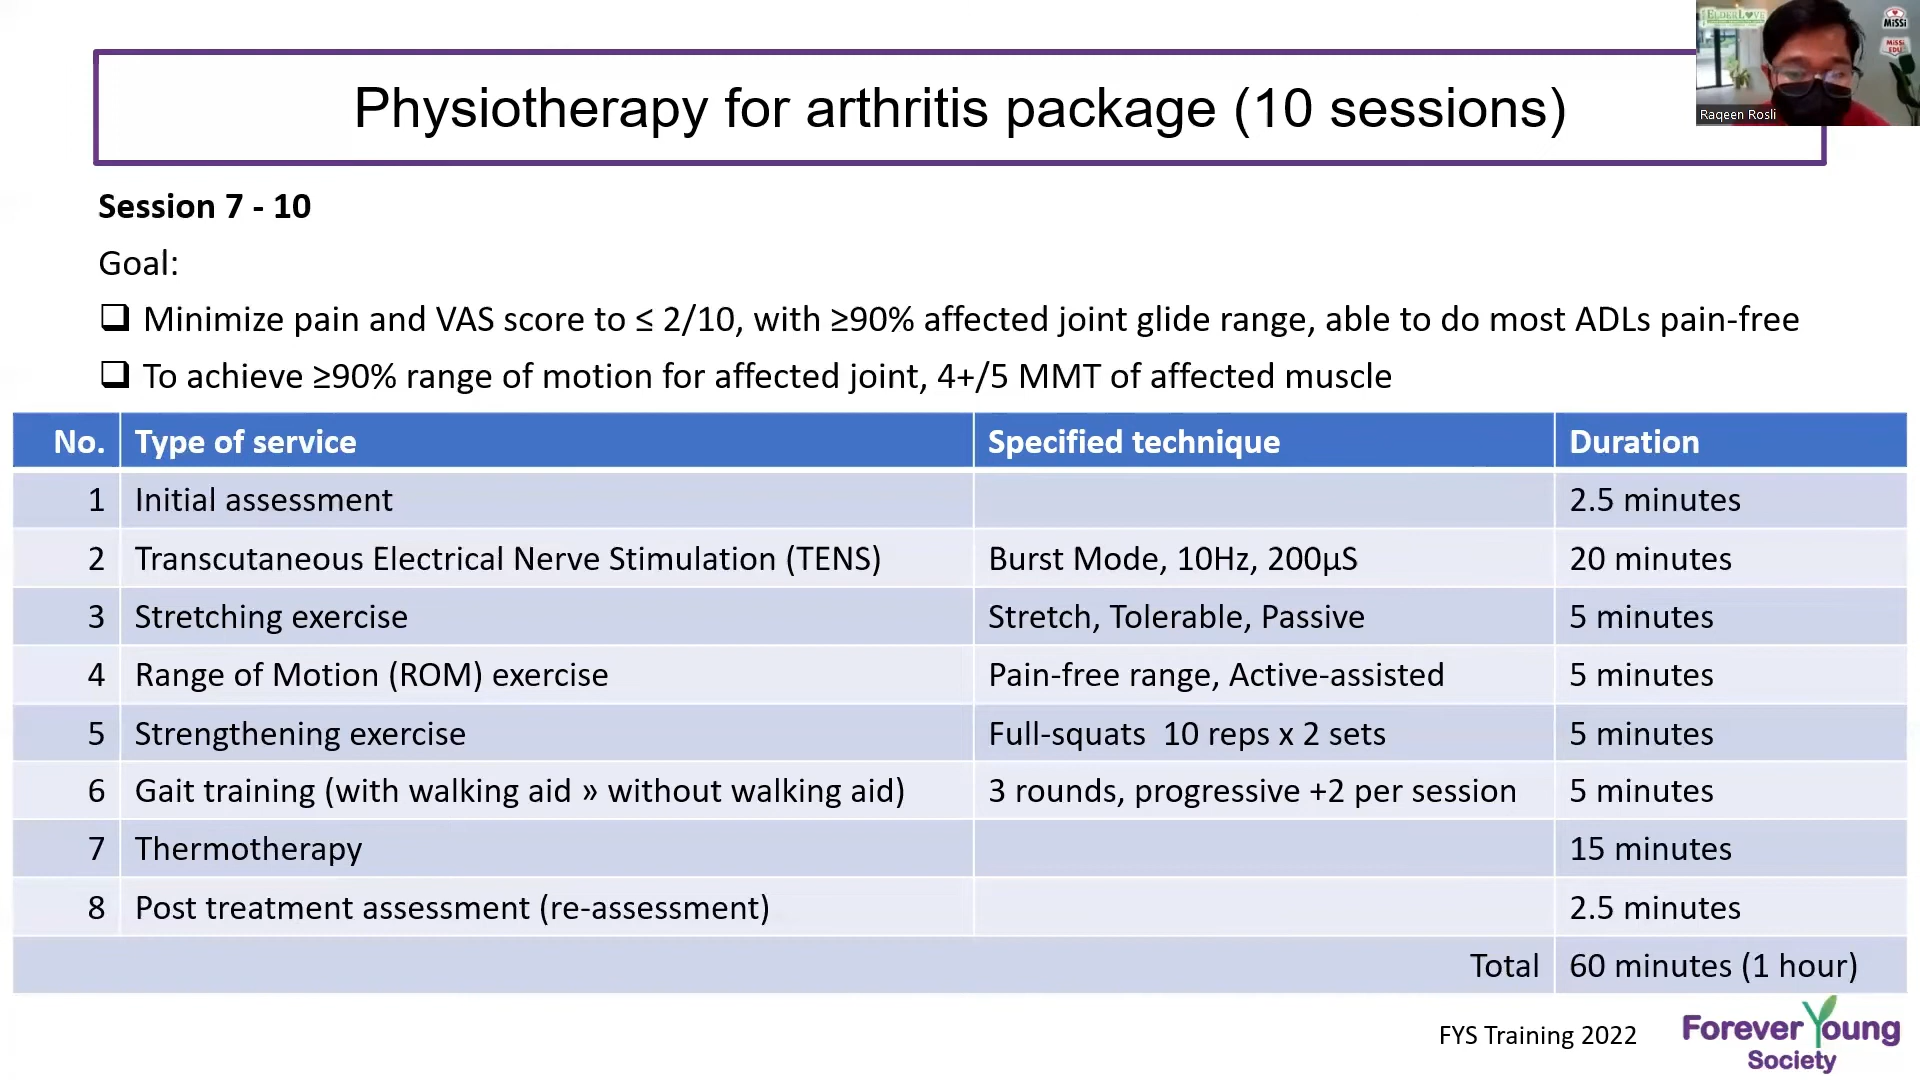 Physiotherapy for arthritis package (10 sessions)
ELDERLOVE
MiSSi
MiSSi
EDU
Raqeen Rosli
Session 7 - 10
Goal:
❑ Minimize pain and VAS score to ≤ 2/10, with ≥90% affected joint glide range, able to do most ADLs pain-free
❑ To achieve ≥90% range of motion for affected joint, 4+/5 MMT of affected muscle
No. Type of service Specified technique Duration
1 Initial assessment 2.5 minutes
2 Transcutaneous Electrical Nerve Stimulation (TENS) Burst Mode, 10Hz, 200µS 20 minutes
3 Stretching exercise Stretch, Tolerable, Passive 5 minutes
4 Range of Motion (ROM) exercise Pain-free range, Active-assisted 5 minutes
5 Strengthening exercise Full-squats 10 reps x 2 sets 5 minutes
6 Gait training (with walking aid » without walking aid) 3 rounds, progressive +2 per session 5 minutes
7 Thermotherapy 15 minutes
8 Post treatment assessment (re-assessment) 2.5 minutes
Total 60 minutes (1 hour)
FYS Training 2022
Forever Young
Society